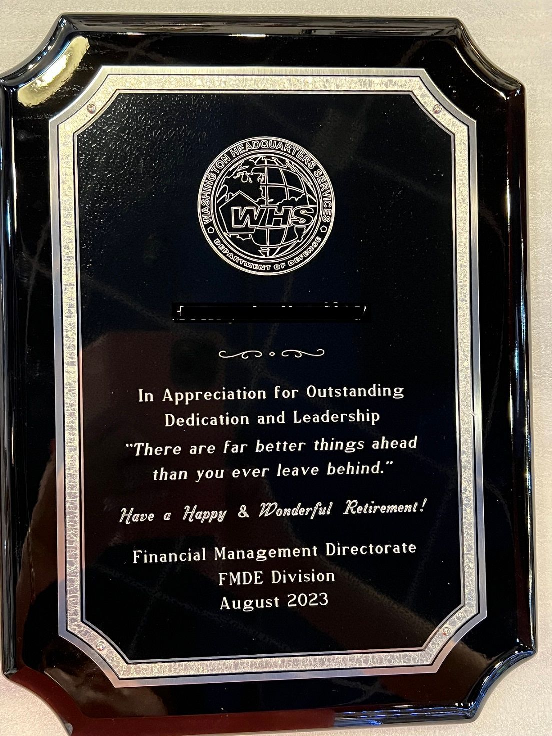 WASHINGTON HEADQUARTERS SERVICES
WHS
DEPARTMENT OF DEFENSE
In Appreciation for Outstanding
Dedication and Leadership
"There are far better things ahead
than you ever leave behind."
Have a Happy & Wonderful Retirement!
Financial Management Directorate
FMDE Division
August 2023